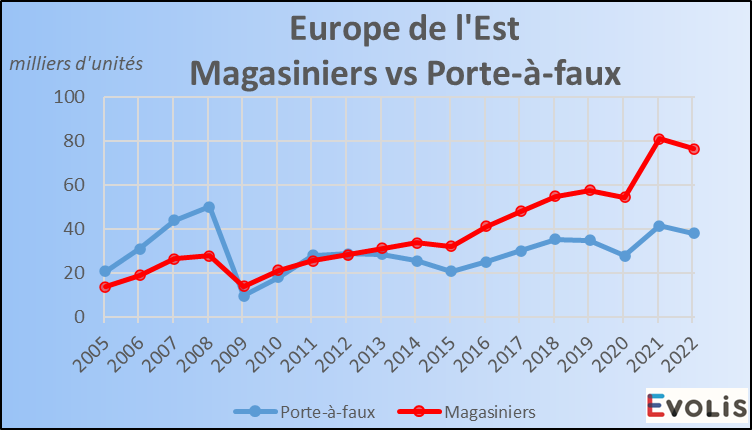 Europe de l'Est
milliers d'unités
Magasiniers vs Porte-à-faux
100
80
60
40
20
0
2005 2006 2007 2008 2009 2010 2011 2012 2013 2014 2015 2016 2017 2018 2019 2020 2021 2022
Porte-à-faux Magasiniers
EVOLIS